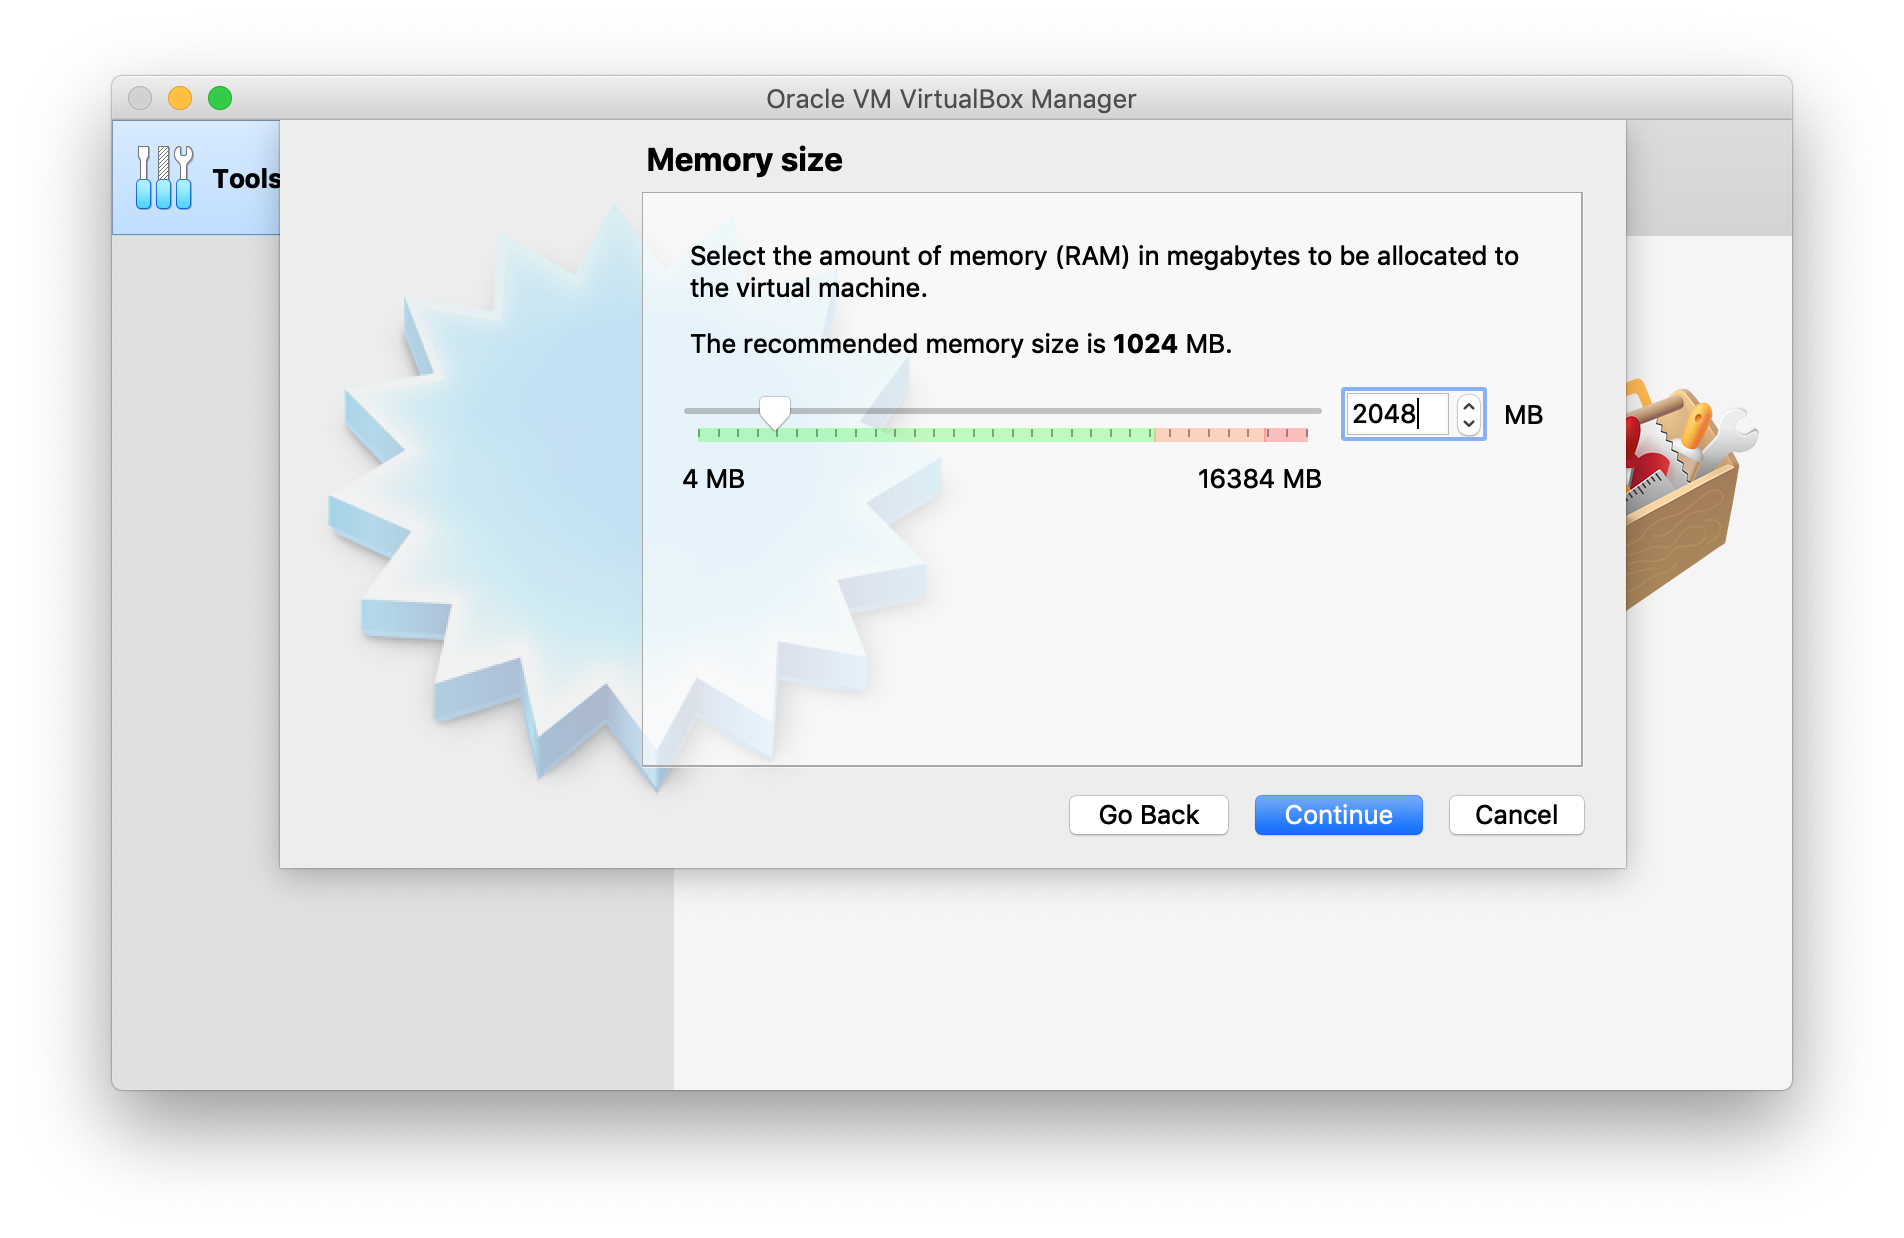 Oracle VM VirtualBox Manager
Tools
Memory size
Select the amount of memory (RAM) in megabytes to be allocated to
the virtual machine.
The recommended memory size is 1024 MB.
2048 MB
4 MB 16384 MB
Go Back Continue Cancel